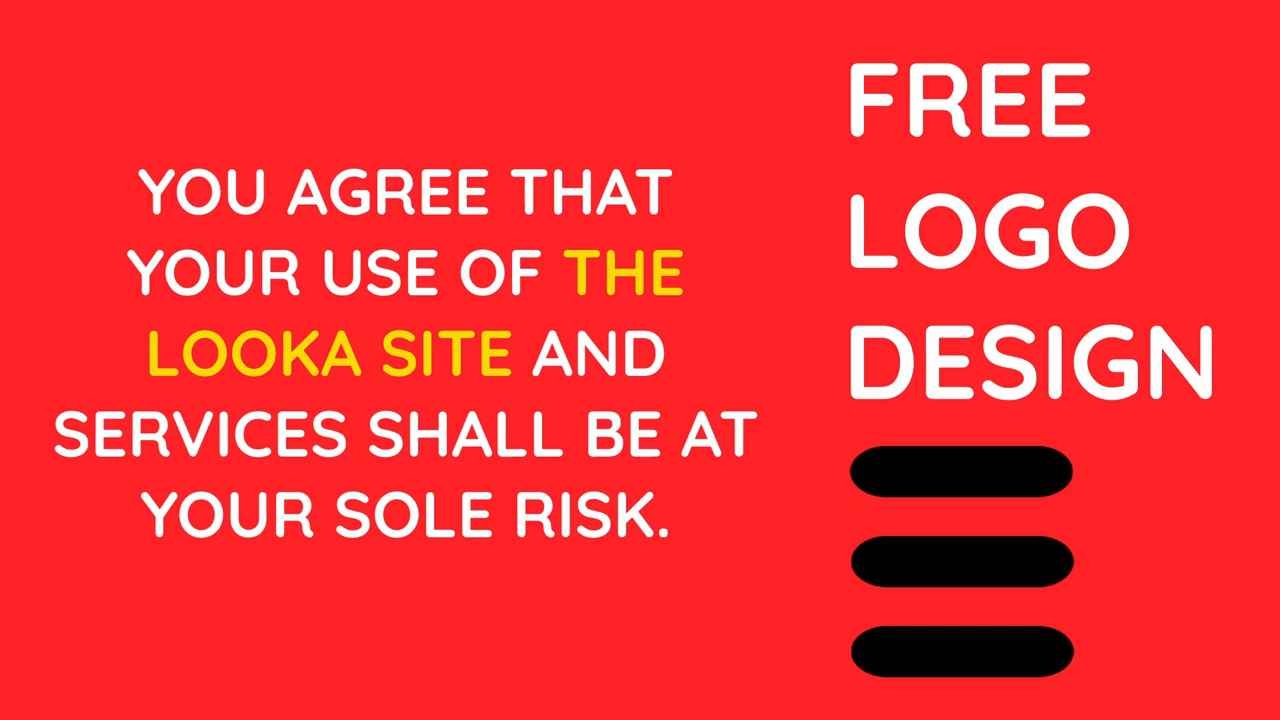 YOU AGREE THAT
YOUR USE OF THE
LOOKA SITE AND
SERVICES SHALL BE AT
YOUR SOLE RISK.
FREE
LOGO
DESIGN